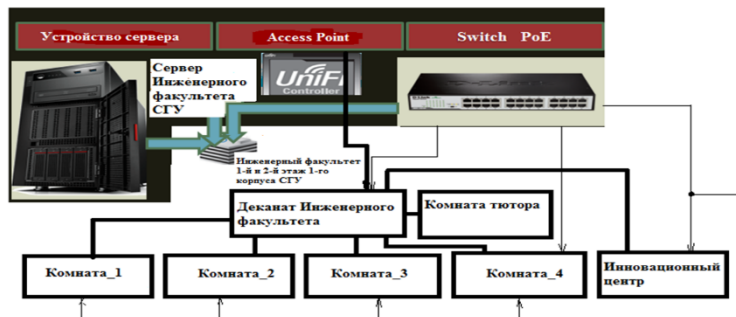 Устройство сервера
Access Point
Switch PoE
Сервер
Инженерного
факультета
СГУ
UniFi
Controller
Инженерный факультет
1-й и 2-й этаж 1-го
корпуса СГУ
Деканат Инженерного
факультета
Комната тютора
Комната_1
Комната_2
Комната_3
Комната_4
Инновационный
центр